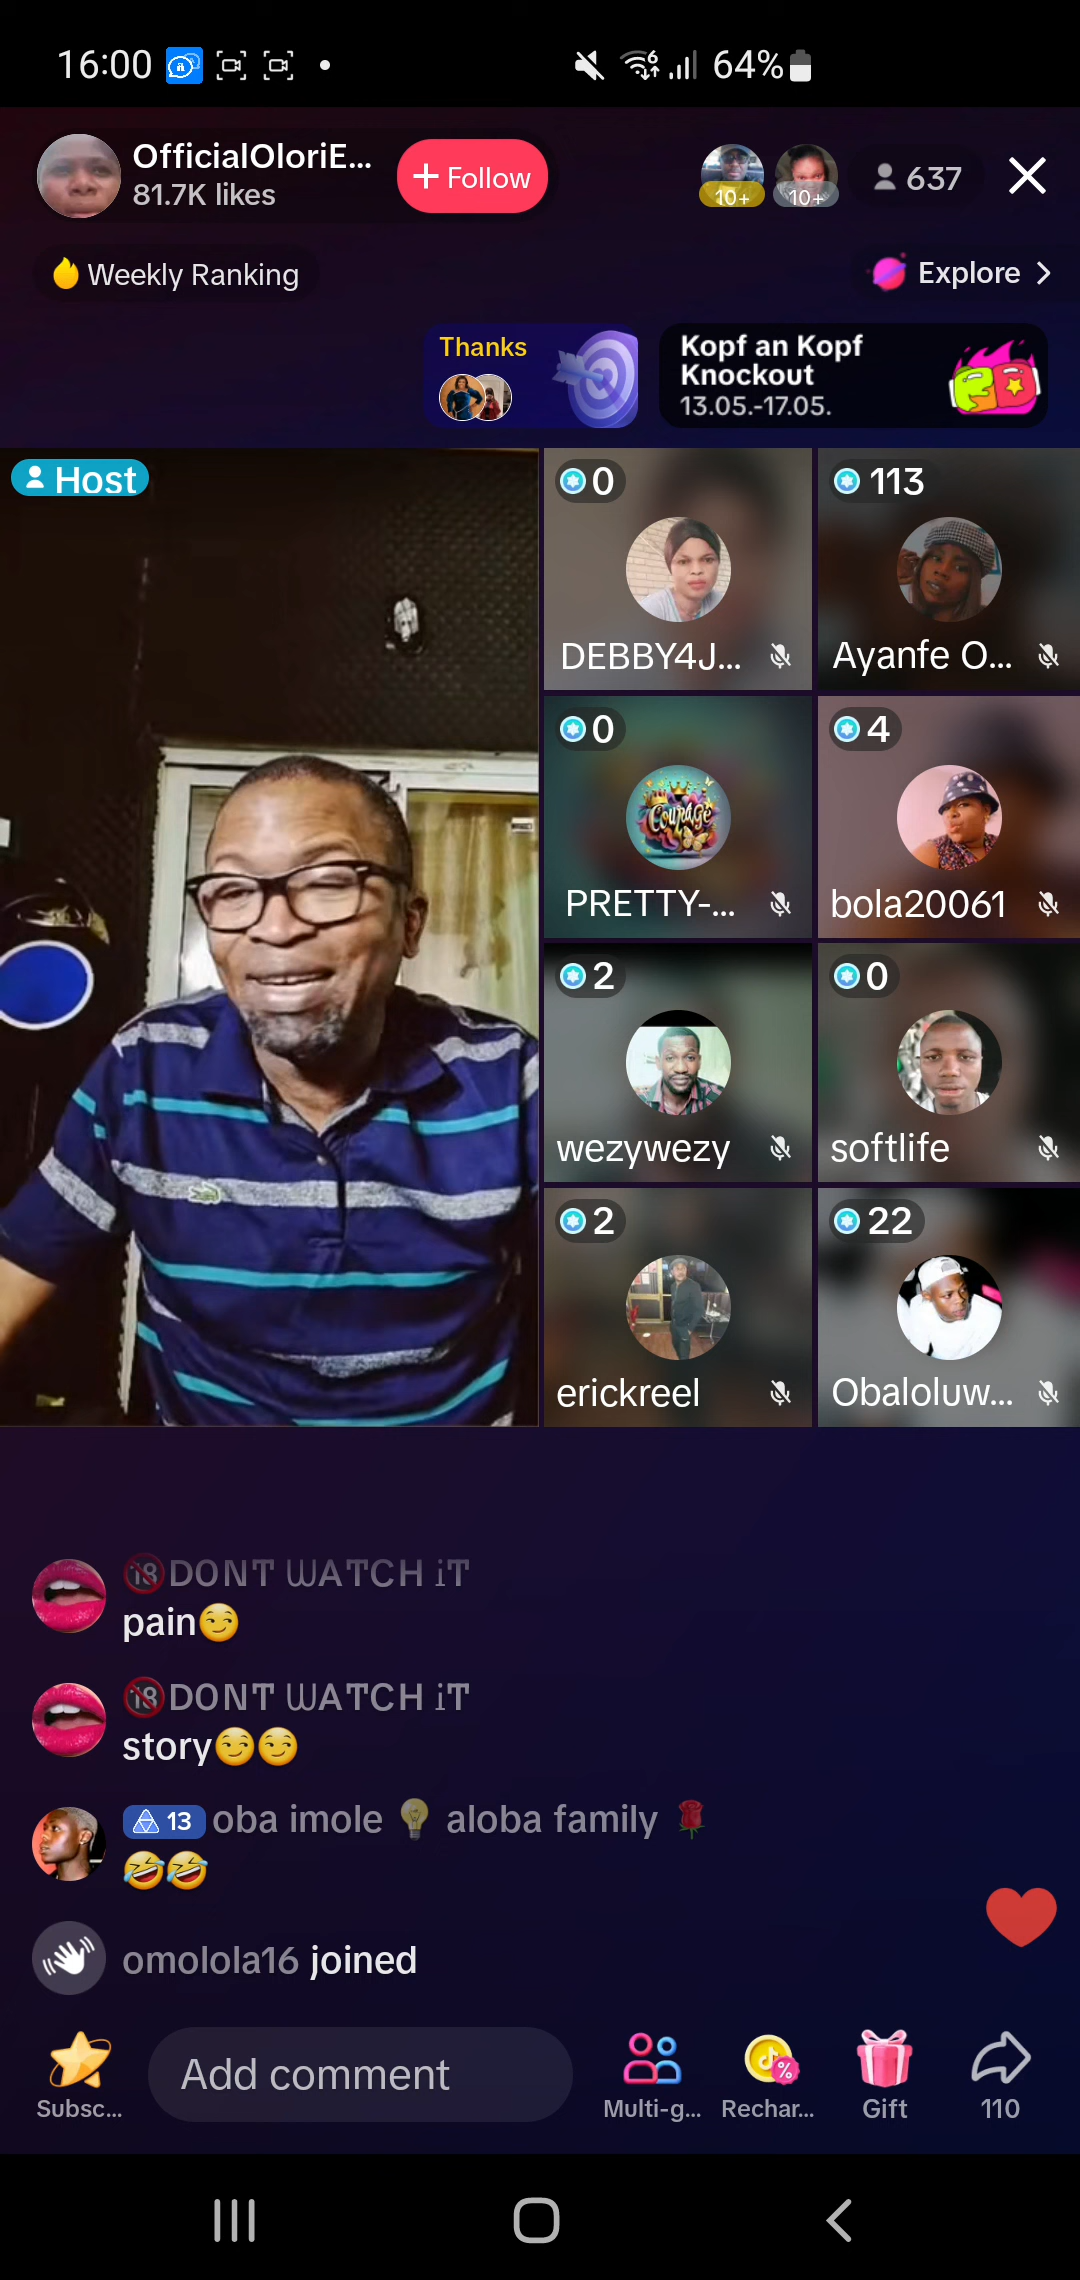 16:00
64%
OfficialOloriE...
81.7K likes
+ Follow
10+
10+
637
Weekly Ranking
Explore
Thanks
Kopf an Kopf
Knockout
13.05.-17.05.
Host
0
DEBBY4J...
113
Ayanfe O...
0
Courage
PRETTY-...
4
bola20061
2
wezywezy
0
softlife
2
erickreel
22
Obaloluw...
🔞DONT WATCH iT
pain😏
🔞DONT WATCH iT
story😏😏
13 oba imole 💡 aloba family 🌹
🤣🤣
omolola16 joined
Subsc...
Add comment
Multi-g...
Rechar...
Gift
110